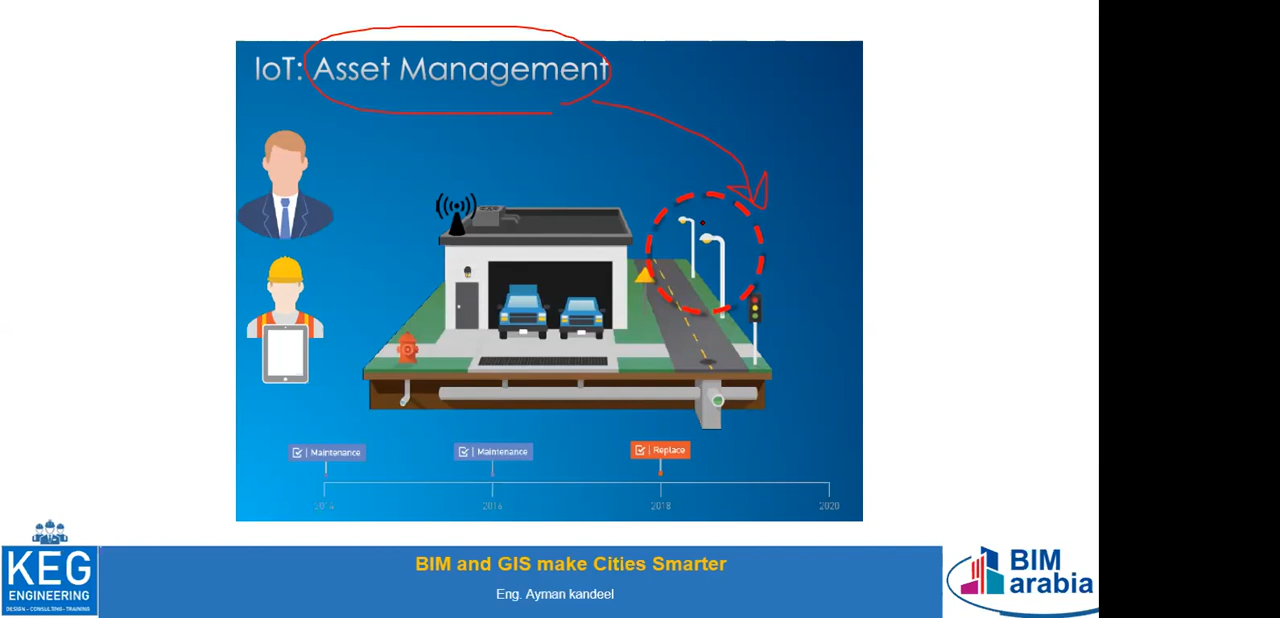 IoT: Asset Management
Maintenance
Maintenance
Replace
2014
2016
2018
2020
KEG
ENGINEERING
DESIGN - CONSULTING - TRAINING
BIM and GIS make Cities Smarter
Eng. Ayman kandeel
BIM
arabia